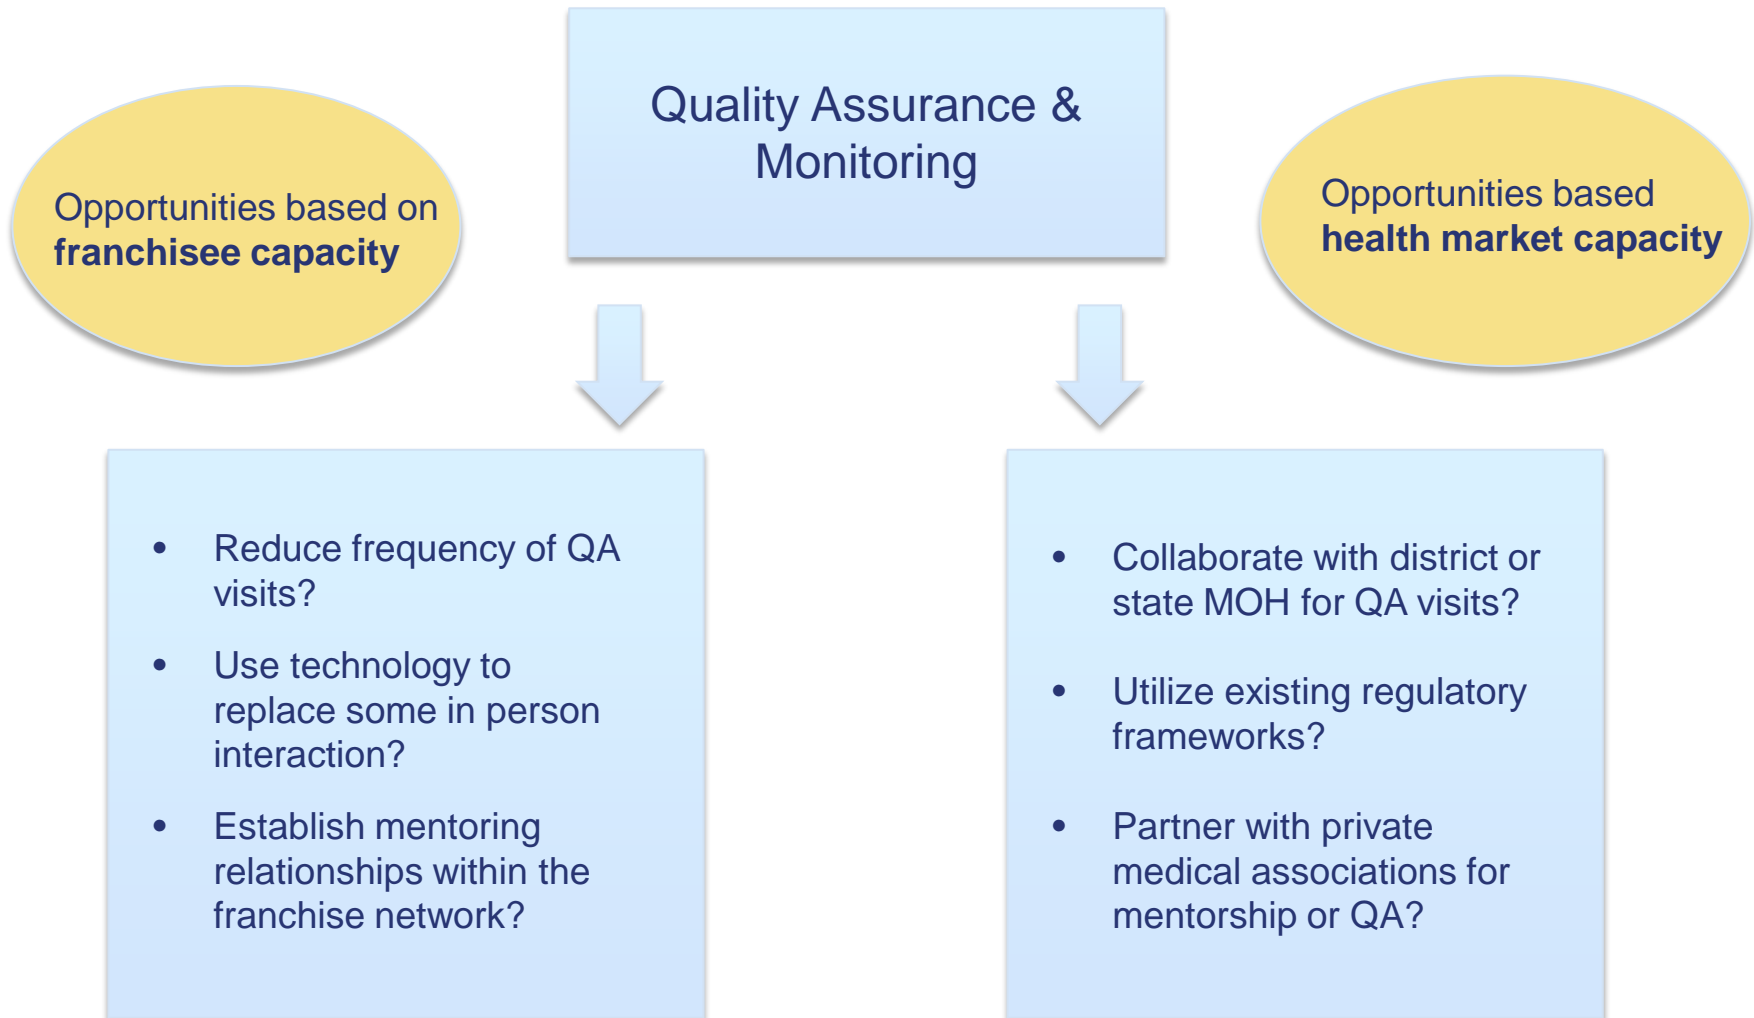 Quality Assurance &
Monitoring
Opportunities based on
franchisee capacity
Opportunities based
health market capacity
• Reduce frequency of QA
visits?
• Use technology to
replace some in person
interaction?
• Establish mentoring
relationships within the
franchise network?
• Collaborate with district or
state MOH for QA visits?
• Utilize existing regulatory
frameworks?
• Partner with private
medical associations for
mentorship or QA?